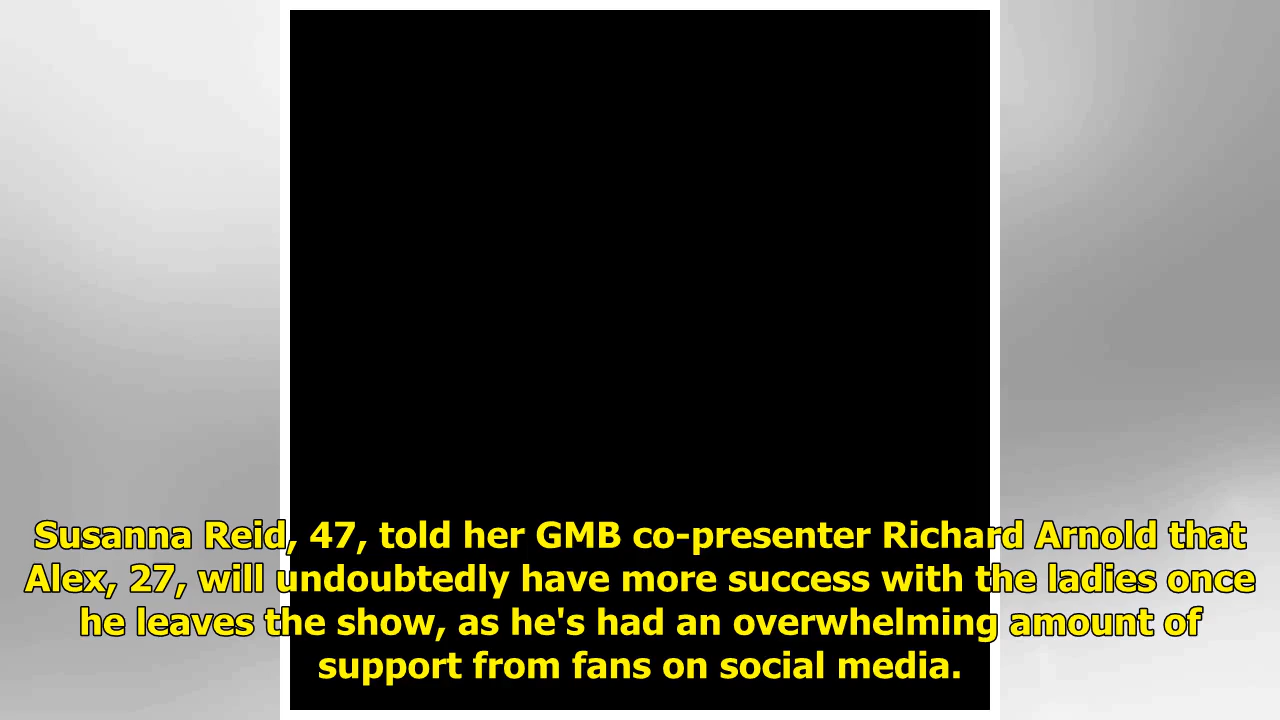 Susanna Reid, 47, told her GMB co-presenter Richard Arnold that
Alex, 27, will undoubtedly have more success with the ladies once
he leaves the show, as he's had an overwhelming amount of
support from fans on social media.